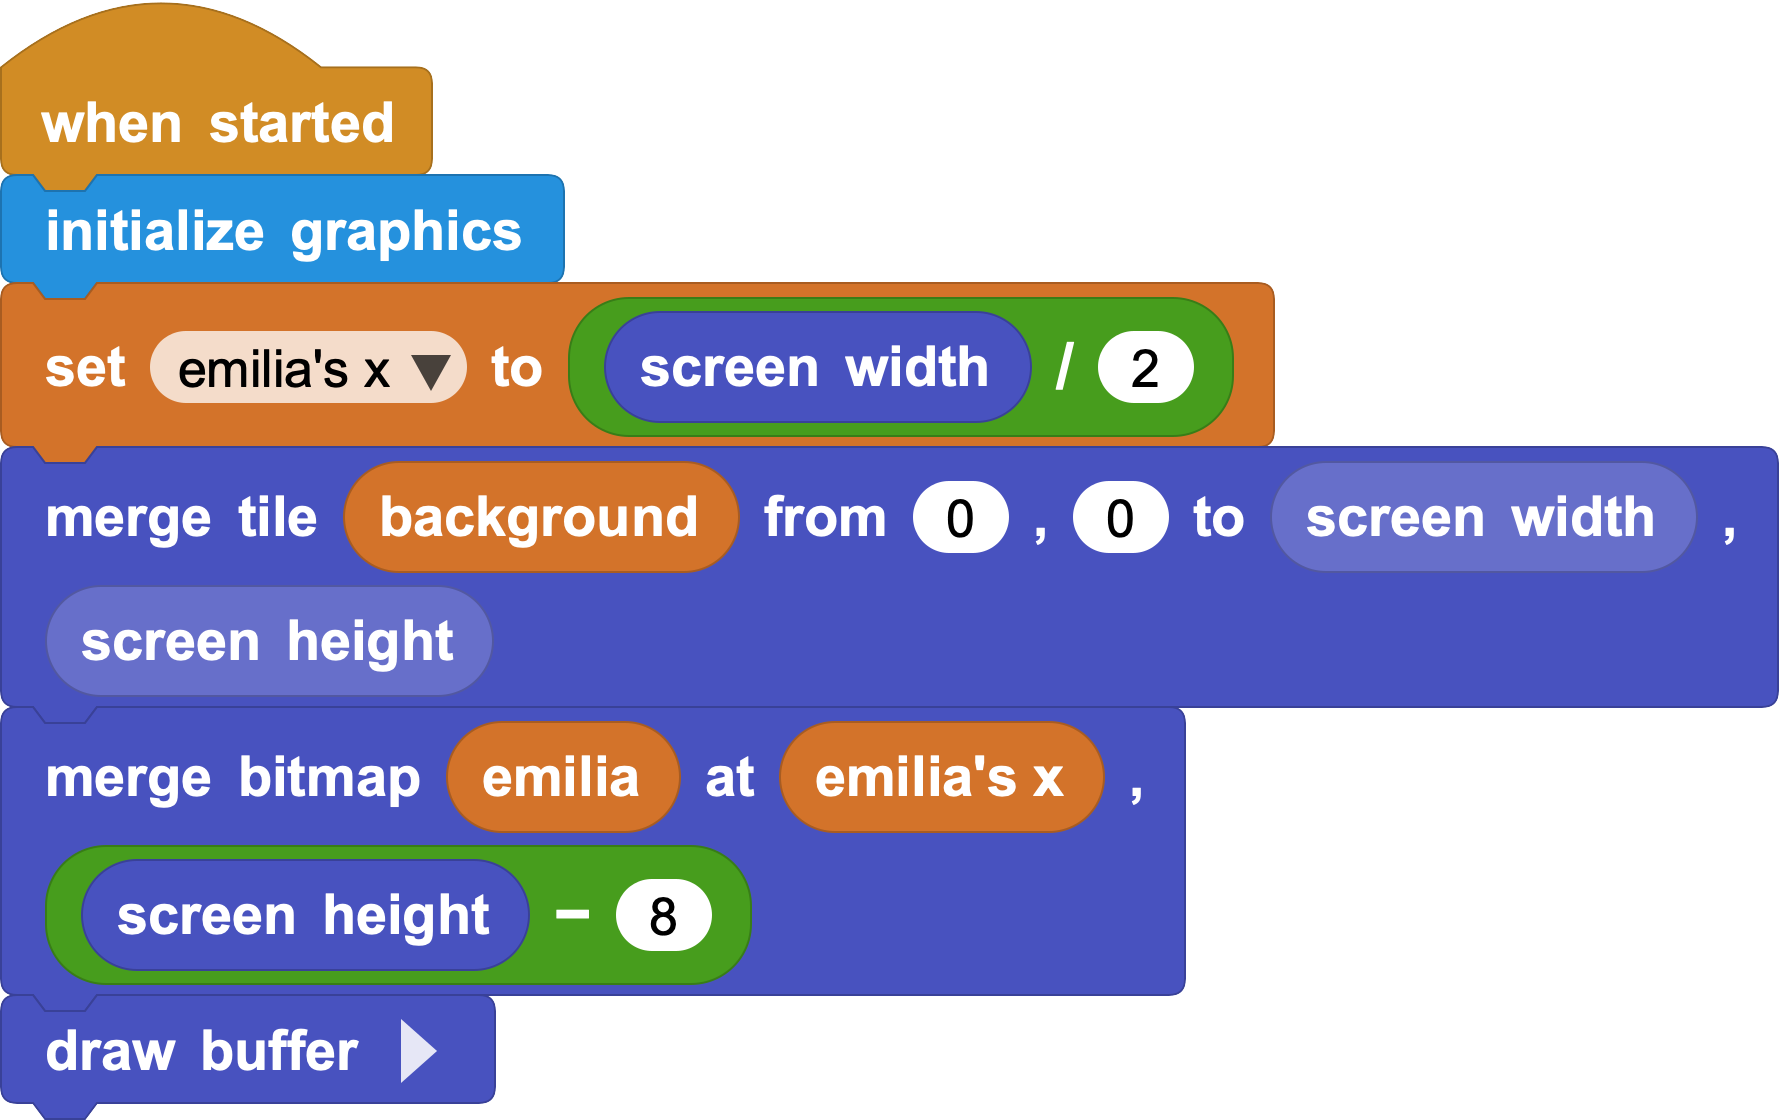 when started
initialize graphics
set emilia's x ▼ to screen width / 2
merge tile background from 0 , 0 to screen width ,
screen height
merge bitmap emilia at emilia's x ,
screen height − 8
draw buffer